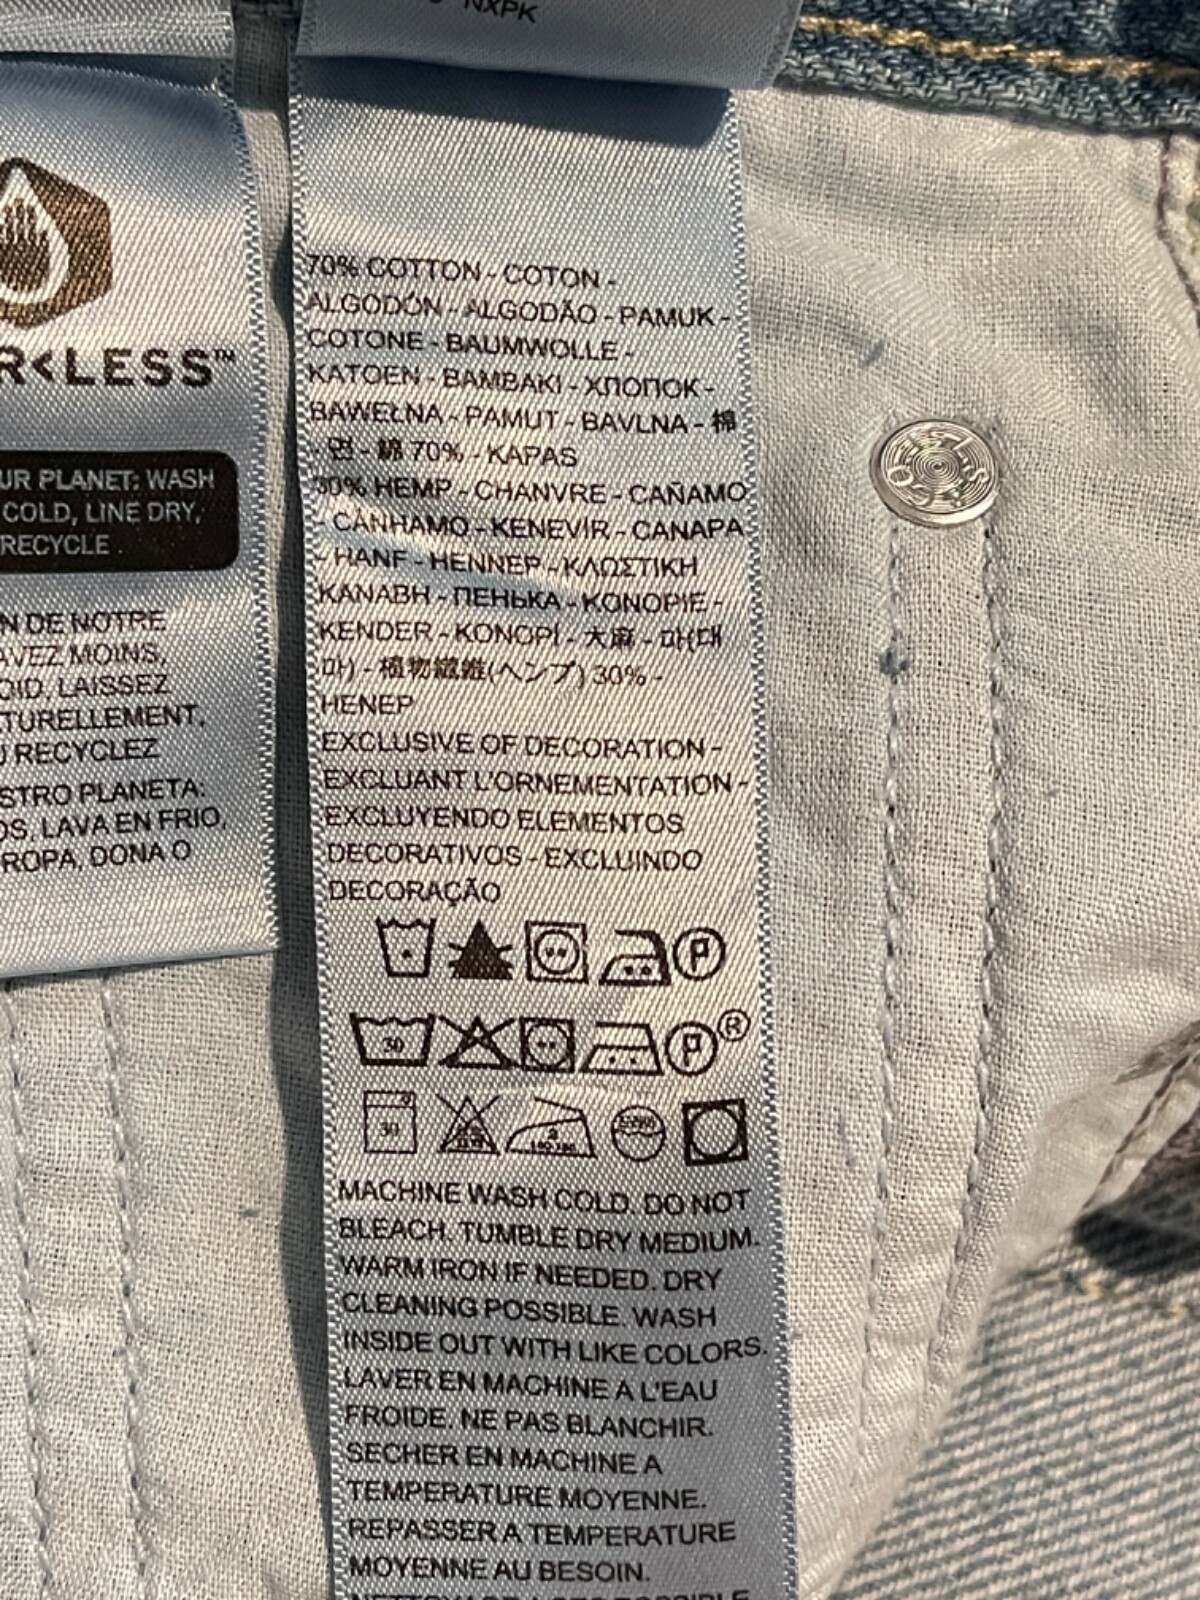 NXPK
R<LESS™
UR PLANET: WASH
COLD, LINE DRY,
RECYCLE
N DE NOTRE
AVEZ MOINS,
OID, LAISSEZ
TURELLEMENT,
U RECYCLEZ
STRO PLANETA:
OS, LAVA EN FRIO,
ROPA, DONA O
70% COTTON - COTON -
ALGODÓN - ALGODÃO - PAMUK -
COTONE - BAUMWOLLE -
KATOEN - ΒΑΜΒΑΚΙ - ХЛОПОК -
BAWEŁNA - PAMUT - BAVLNA - 棉
- 면 - 綿 70% - KAPAS
30% HEMP - CHANVRE - CAÑAMO
- CÂNHAMO - KENEVİR - CANAPA
- HANF - HENNEP - ΚΛΩΣΤΙΚΗ
ΚΑΝΑΒΗ - ПЕНЬКА - KONOPIE -
KENDER - KONOPÍ - 大麻 - 마(대
마) - 植物繊維(ヘンプ) 30% -
HENEP
EXCLUSIVE OF DECORATION -
EXCLUANT L'ORNEMENTATION -
EXCLUYENDO ELEMENTOS
DECORATIVOS - EXCLUINDO
DECORAÇÃO
P
30 P ®
30
MACHINE WASH COLD. DO NOT
BLEACH. TUMBLE DRY MEDIUM.
WARM IRON IF NEEDED. DRY
CLEANING POSSIBLE. WASH
INSIDE OUT WITH LIKE COLORS.
LAVER EN MACHINE A L'EAU
FROIDE. NE PAS BLANCHIR.
SECHER EN MACHINE A
TEMPERATURE MOYENNE.
REPASSER A TEMPERATURE
MOYENNE AU BESOIN.